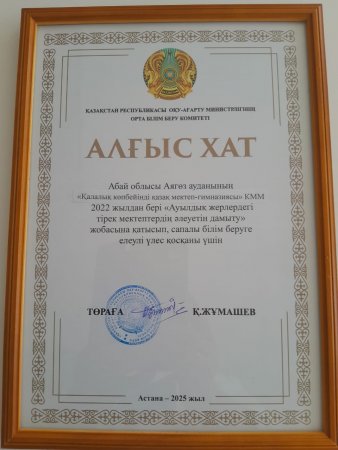 ҚАЗАҚСТАН РЕСПУБЛИКАСЫ ОҚУ-АҒАРТУ МИНИСТРЛІГІНІҢ
ОРТА БІЛІМ БЕРУ КОМИТЕТІ
АЛҒЫС ХАТ
Абай облысы Аягөз ауданының
«Қалалық көпбейінді қазақ мектеп-гимназиясы» КММ
2022 жылдан бері «Ауылдық жерлердегі
тірек мектептердің әлеуетін дамыту»
жобасына қатысып, сапалы білім беруге
елеулі үлес қосқаны үшін
ТӨРАҒА Қ.ЖҰМАШЕВ
Астана – 2025 жыл